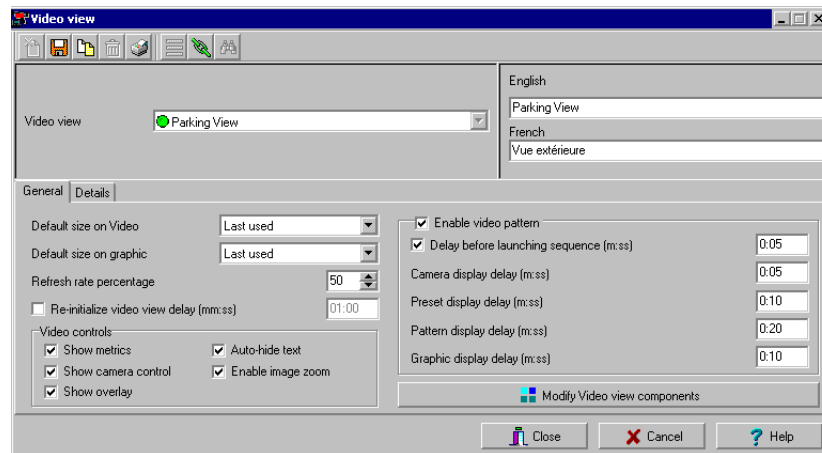 Video view
English
Parking View
Video view
Parking View
French
Vue extérieure
General
Details
Default size on Video
Last used
Default size on graphic
Last used
Refresh rate percentage
50
Re-initialize video view delay (mm:ss)
01:00
Video controls
Show metrics
Auto-hide text
Show camera control
Enable image zoom
Show overlay
Enable video pattern
Delay before launching sequence (m:ss)
0:05
Camera display delay (m:ss)
0:05
Preset display delay (m:ss)
0:10
Pattern display delay (m:ss)
0:20
Graphic display delay (m:ss)
0:10
Modify Video view components
Close
Cancel
Help